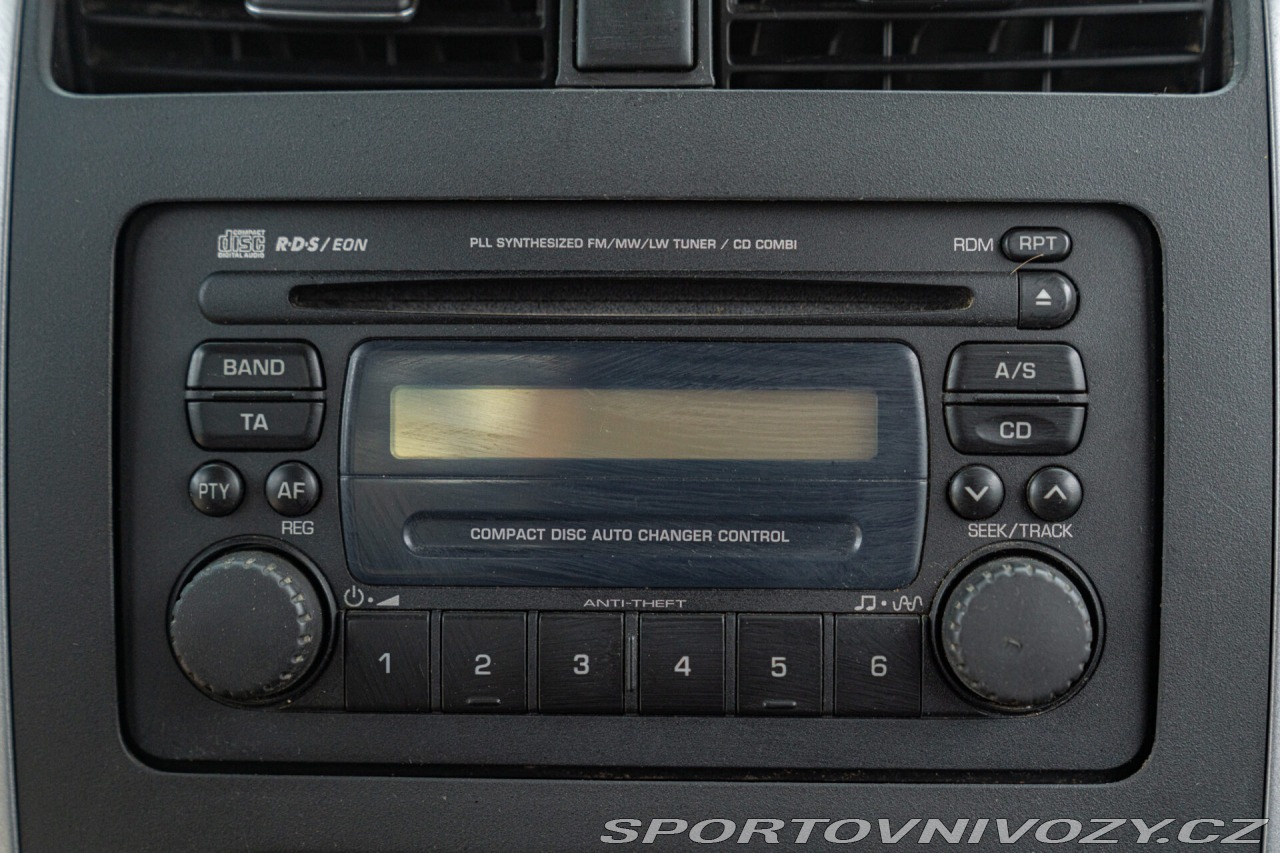 COMPACT
disc
DIGITAL AUDIO
R·D·S/EON
PLL SYNTHESIZED FM/MW/LW TUNER / CD COMBI
RDM RPT
BAND
A/S
TA
CD
PTY AF
REG
SEEK/TRACK
COMPACT DISC AUTO CHANGER CONTROL
ANTI-THEFT
1 2 3 4 5 6
SPORTOVNIVOZY.CZ